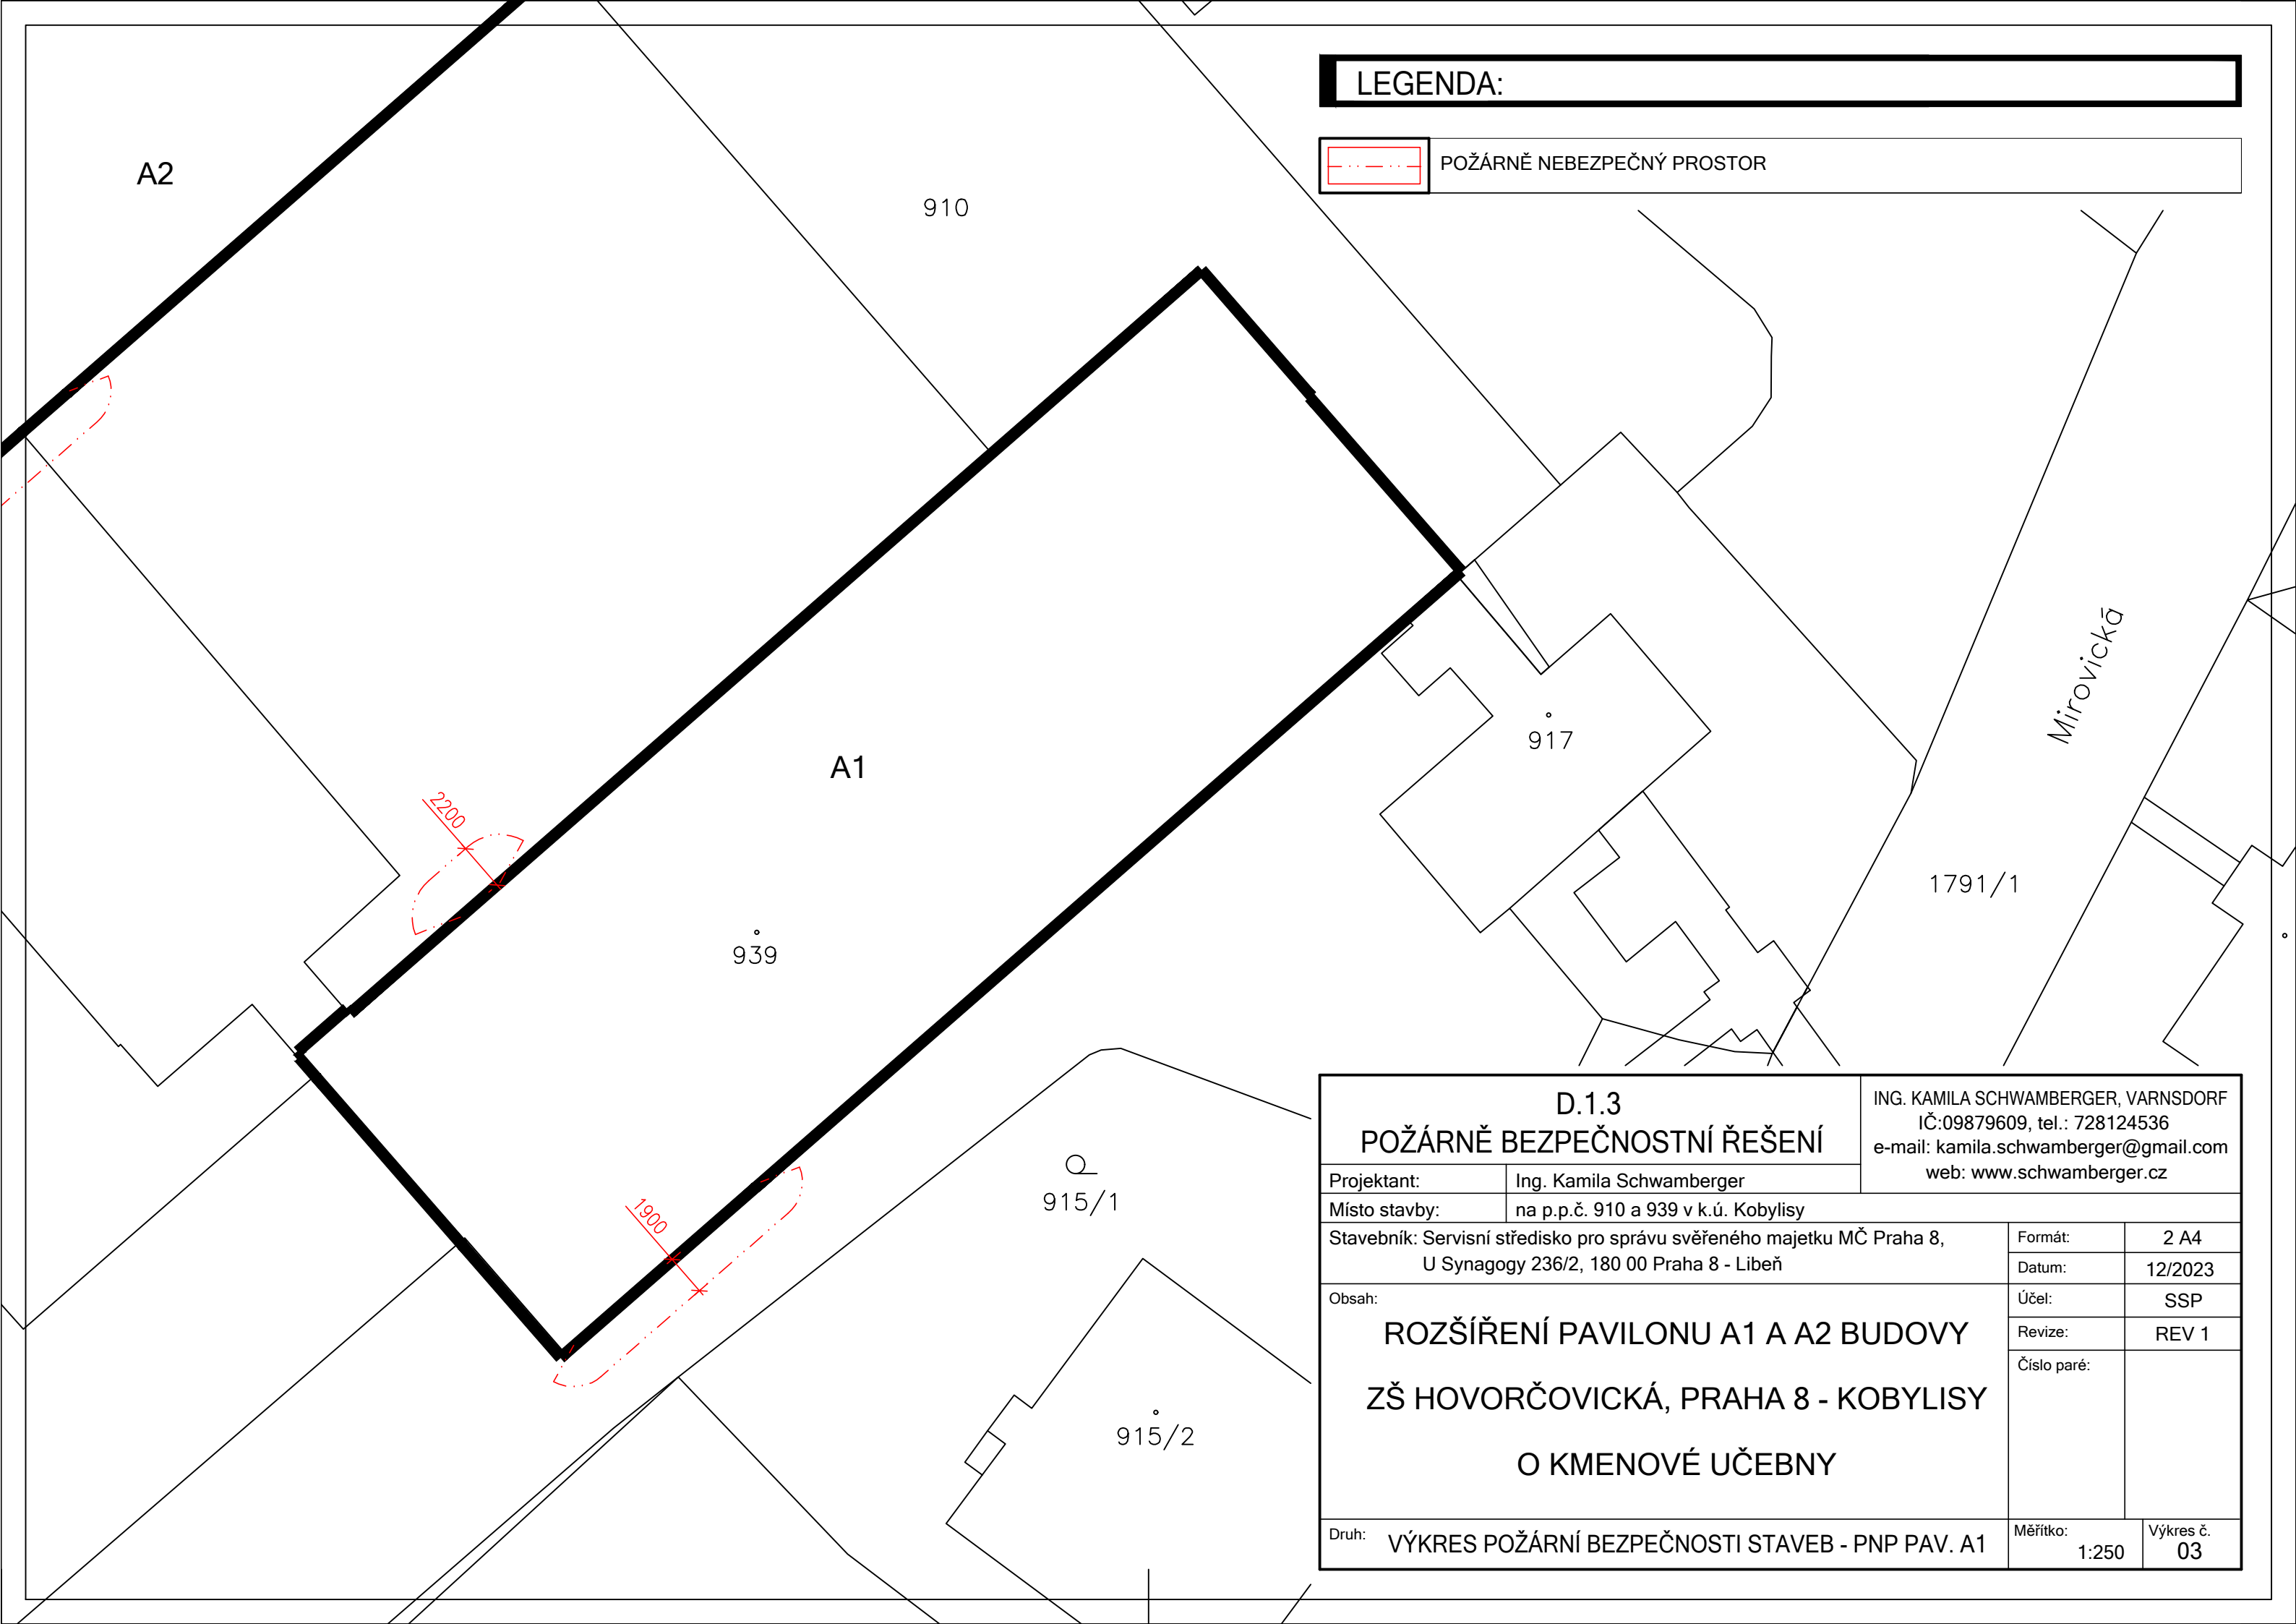 LEGENDA:
POŽÁRNĚ NEBEZPEČNÝ PROSTOR
A2
910
Mirovická
917
A1
2200
1791/1
939
915/1
1900
915/2
D.1.3
POŽÁRNĚ BEZPEČNOSTNÍ ŘEŠENÍ
ING. KAMILA SCHWAMBERGER, VARNSDORF
IČ:09879609, tel.: 728124536
e-mail: kamila.schwamberger@gmail.com
web: www.schwamberger.cz
Projektant: Ing. Kamila Schwamberger
Místo stavby: na p.p.č. 910 a 939 v k.ú. Kobylisy
Stavebník: Servisní středisko pro správu svěřeného majetku MČ Praha 8,
U Synagogy 236/2, 180 00 Praha 8 - Libeň
Formát: 2 A4
Datum: 12/2023
Účel: SSP
Revize: REV 1
Číslo paré:
Obsah:
ROZŠÍŘENÍ PAVILONU A1 A A2 BUDOVY
ZŠ HOVORČOVICKÁ, PRAHA 8 - KOBYLISY
O KMENOVÉ UČEBNY
Druh: VÝKRES POŽÁRNÍ BEZPEČNOSTI STAVEB - PNP PAV. A1
Měřítko: 1:250
Výkres č. 03